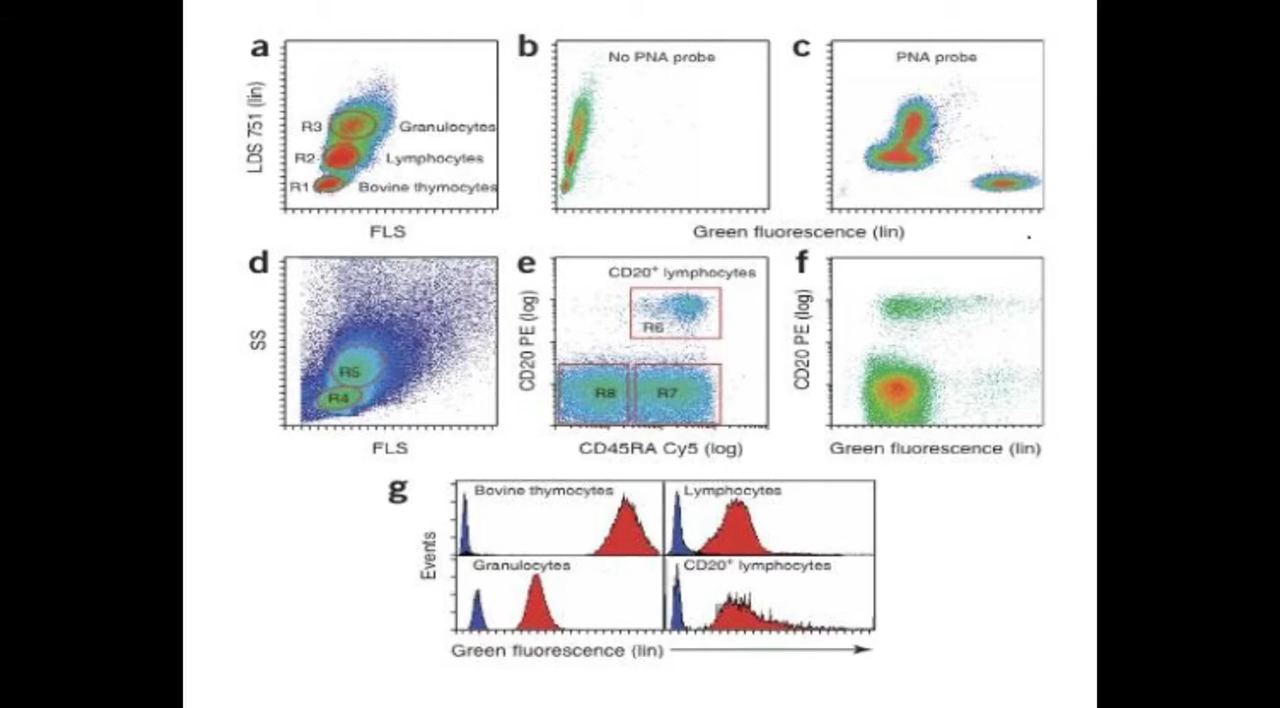 a
LDS 751 (lin)
R3
Granulocytes
R2
Lymphocytes
R1
Bovine thymocytes
FLS
b
No PNA probe
c
PNA probe
Green fluorescence (lin)
d
SS
R5
R4
FLS
e
CD20⁺ lymphocytes
CD20 PE (log)
R6
R8
R7
CD45RA Cy5 (log)
f
CD20 PE (log)
Green fluorescence (lin)
g
Events
Bovine thymocytes
Lymphocytes
Granulocytes
CD20⁺ lymphocytes
Green fluorescence (lin)